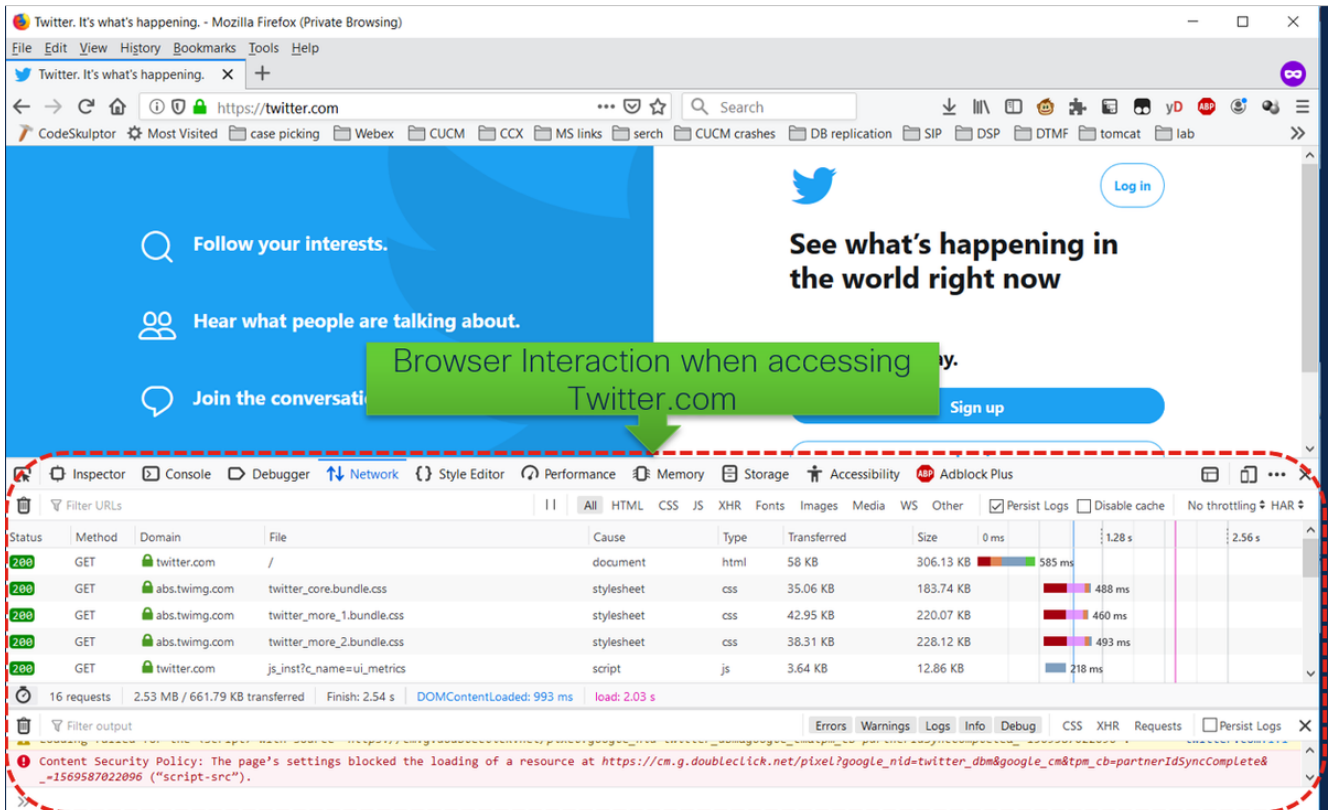 Twitter. It's what's happening. - Mozilla Firefox (Private Browsing)
File Edit View History Bookmarks Tools Help
Twitter. It's what's happening.
https://twitter.com Search yD ABP
CodeSkulptor Most Visited case picking Webex CUCM CCX MS links serch CUCM crashes DB replication SIP DSP DTMF tomcat lab
Log in
Follow your interests.
See what's happening in
the world right now
Hear what people are talking about.
Browser Interaction when accessing
Twitter.com
Join the
Sign up
Inspector Console Debugger Network Style Editor Performance Memory Storage Accessibility ABP Adblock Plus
Filter URLs All HTML CSS JS XHR Fonts Images Media WS Other Persist Logs Disable cache No throttling HAR
Status Method Domain File Cause Type Transferred Size 0 ms 1.28 s 2.56 s
200 GET twitter.com / document html 58 KB 306.13 KB 585 ms
200 GET abs.twimg.com twitter_core.bundle.css stylesheet css 35.06 KB 183.74 KB 488 ms
200 GET abs.twimg.com twitter_more_1.bundle.css stylesheet css 42.95 KB 220.07 KB 460 ms
200 GET abs.twimg.com twitter_more_2.bundle.css stylesheet css 38.31 KB 228.12 KB 493 ms
200 GET twitter.com js_inst?c_name=ui_metrics script js 3.64 KB 12.86 KB 218 ms
16 requests 2.53 MB / 661.79 KB transferred Finish: 2.54 s DOMContentLoaded: 993 ms load: 2.03 s
Filter output Errors Warnings Logs Info Debug CSS XHR Requests Persist Logs
Content Security Policy: The page's settings blocked the loading of a resource at https://cm.g.doubleclick.net/pixel?google_nid=twitter_dbm&google_cm&tpm_cb=partnerIdSyncComplete&
_=1569587022096 ("script-src").